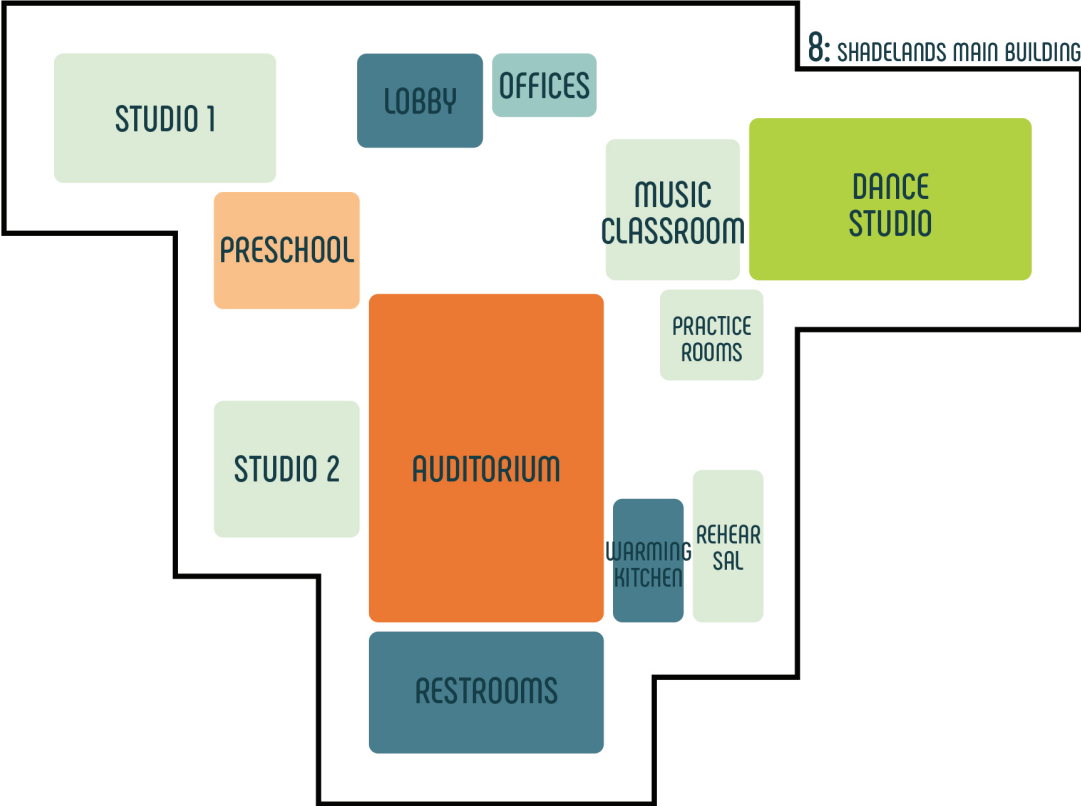 8: SHADELANDS MAIN BUILDING
STUDIO 1
LOBBY
OFFICES
MUSIC
CLASSROOM
DANCE
STUDIO
PRESCHOOL
PRACTICE
ROOMS
STUDIO 2
AUDITORIUM
WARMING
KITCHEN
REHEAR
SAL
RESTROOMS